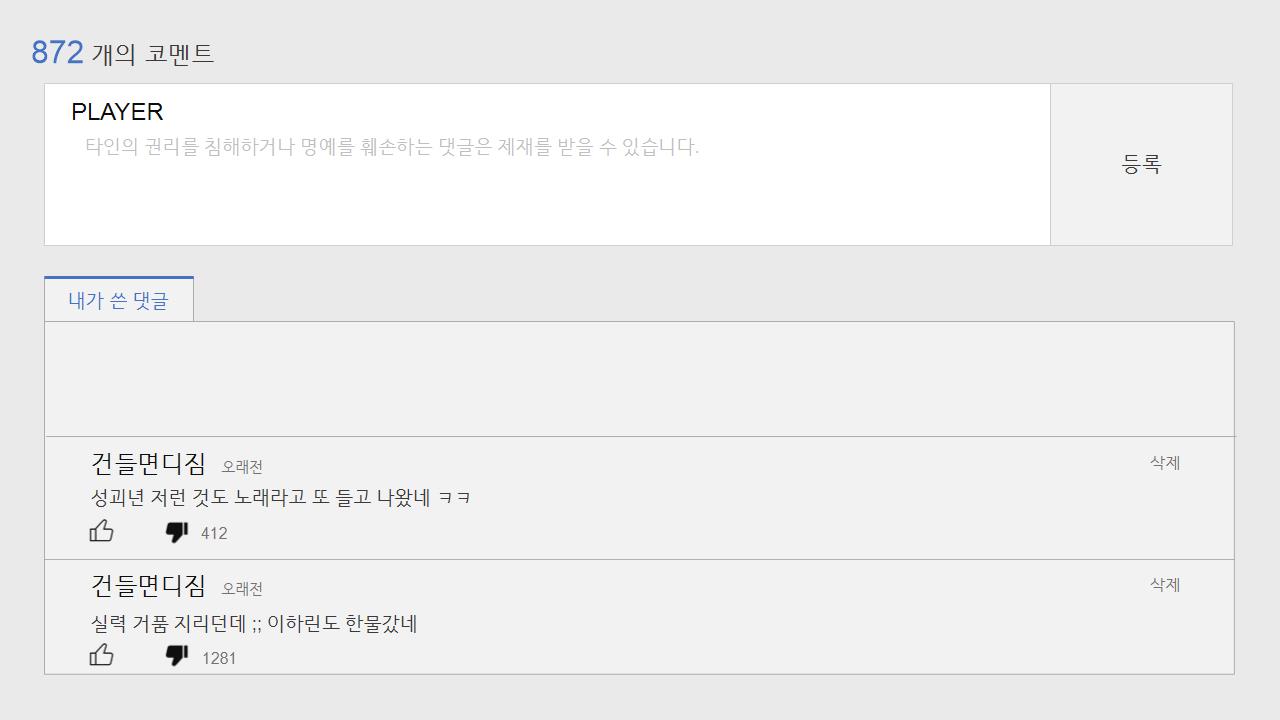 872 개의 코멘트
PLAYER
타인의 권리를 침해하거나 명예를 훼손하는 댓글은 제재를 받을 수 있습니다.
등록
내가 쓴 댓글
건들면디짐 오래전 삭제
성괴년 저런 것도 노래라고 또 들고 나왔네 ㅋㅋ
412
건들면디짐 오래전 삭제
실력 거품 지리던데 ;; 이하린도 한물갔네
1281